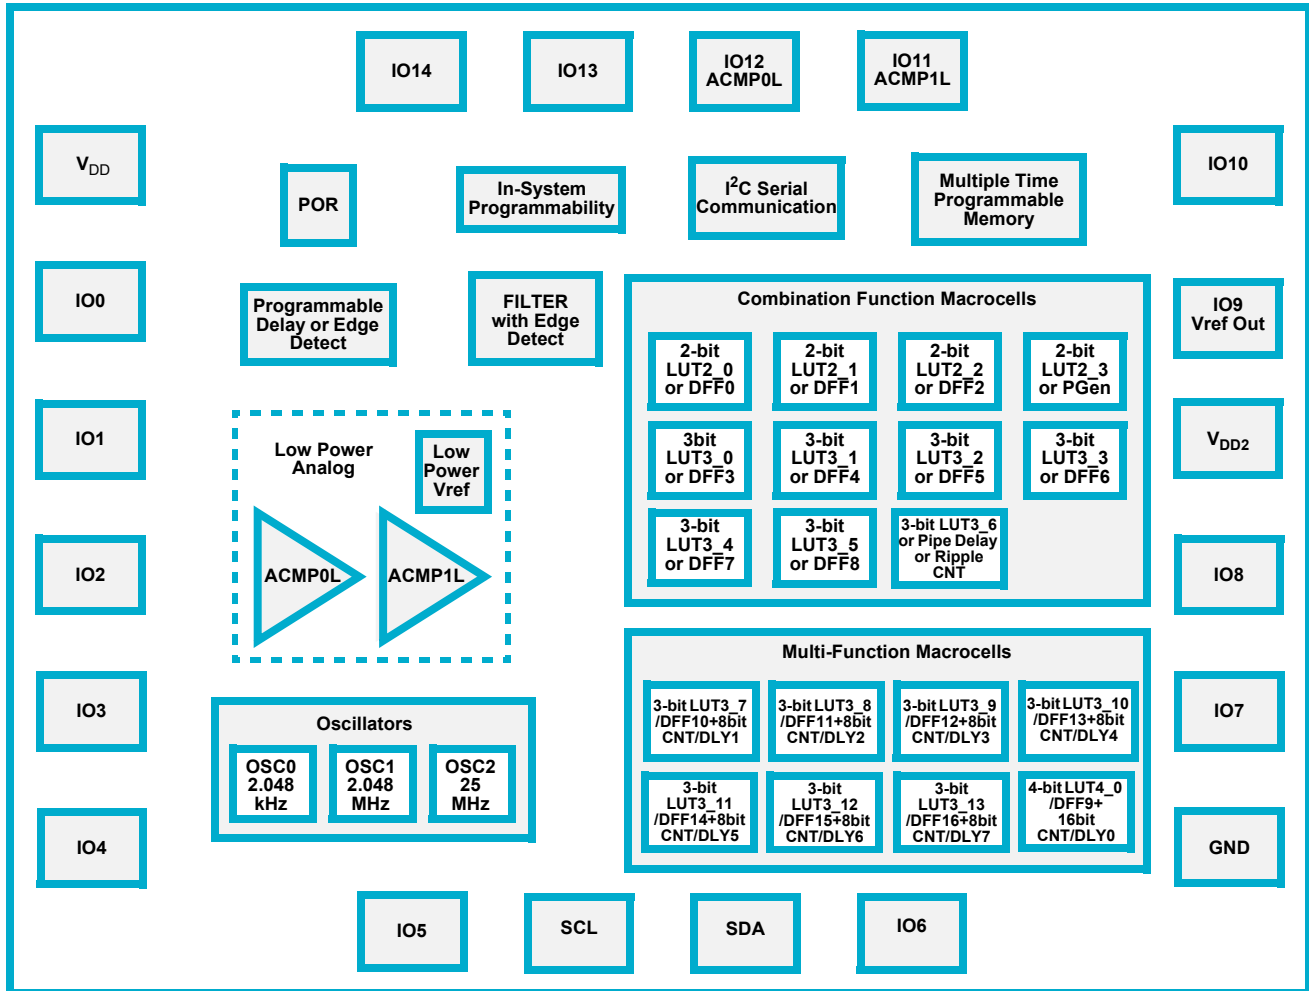 IO14
IO13
IO12
ACMP0L
IO11
ACMP1L
VDD
IO10
POR
In-System
Programmability
I2C Serial
Communication
Multiple Time
Programmable
Memory
IO0
Programmable
Delay or Edge
Detect
FILTER
with Edge
Detect
Combination Function Macrocells
IO9
Vref Out
2-bit
LUT2_0
or DFF0
2-bit
LUT2_1
or DFF1
2-bit
LUT2_2
or DFF2
2-bit
LUT2_3
or PGen
IO1
Low Power
Analog
Low
Power
Vref
3bit
LUT3_0
or DFF3
3-bit
LUT3_1
or DFF4
3-bit
LUT3_2
or DFF5
3-bit
LUT3_3
or DFF6
VDD2
3-bit
LUT3_4
or DFF7
3-bit
LUT3_5
or DFF8
3-bit LUT3_6
or Pipe Delay
or Ripple
CNT
IO2
ACMP0L
ACMP1L
IO8
Multi-Function Macrocells
IO3
3-bit LUT3_7
/DFF10+8bit
CNT/DLY1
3-bit LUT3_8
/DFF11+8bit
CNT/DLY2
3-bit LUT3_9
/DFF12+8bit
CNT/DLY3
3-bit LUT3_10
/DFF13+8bit
CNT/DLY4
IO7
Oscillators
OSC0
2.048
kHz
OSC1
2.048
MHz
OSC2
25
MHz
3-bit
LUT3_11
/DFF14+8bit
CNT/DLY5
3-bit
LUT3_12
/DFF15+8bit
CNT/DLY6
3-bit
LUT3_13
/DFF16+8bit
CNT/DLY7
4-bit LUT4_0
/DFF9+
16bit
CNT/DLY0
IO4
GND
IO5
SCL
SDA
IO6